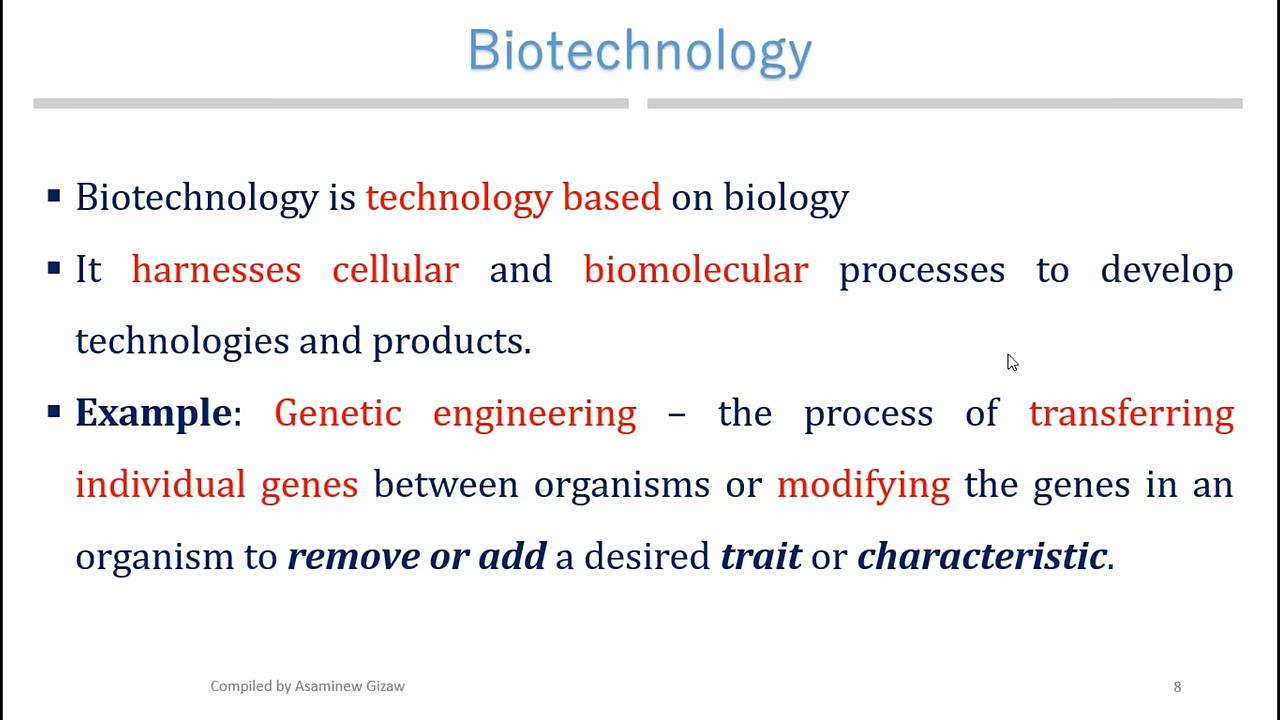 Biotechnology
▪ Biotechnology is technology based on biology
▪ It harnesses cellular and biomolecular processes to develop
technologies and products.
▪ Example: Genetic engineering – the process of transferring
individual genes between organisms or modifying the genes in an
organism to remove or add a desired trait or characteristic.
Compiled by Asaminew Gizaw
8